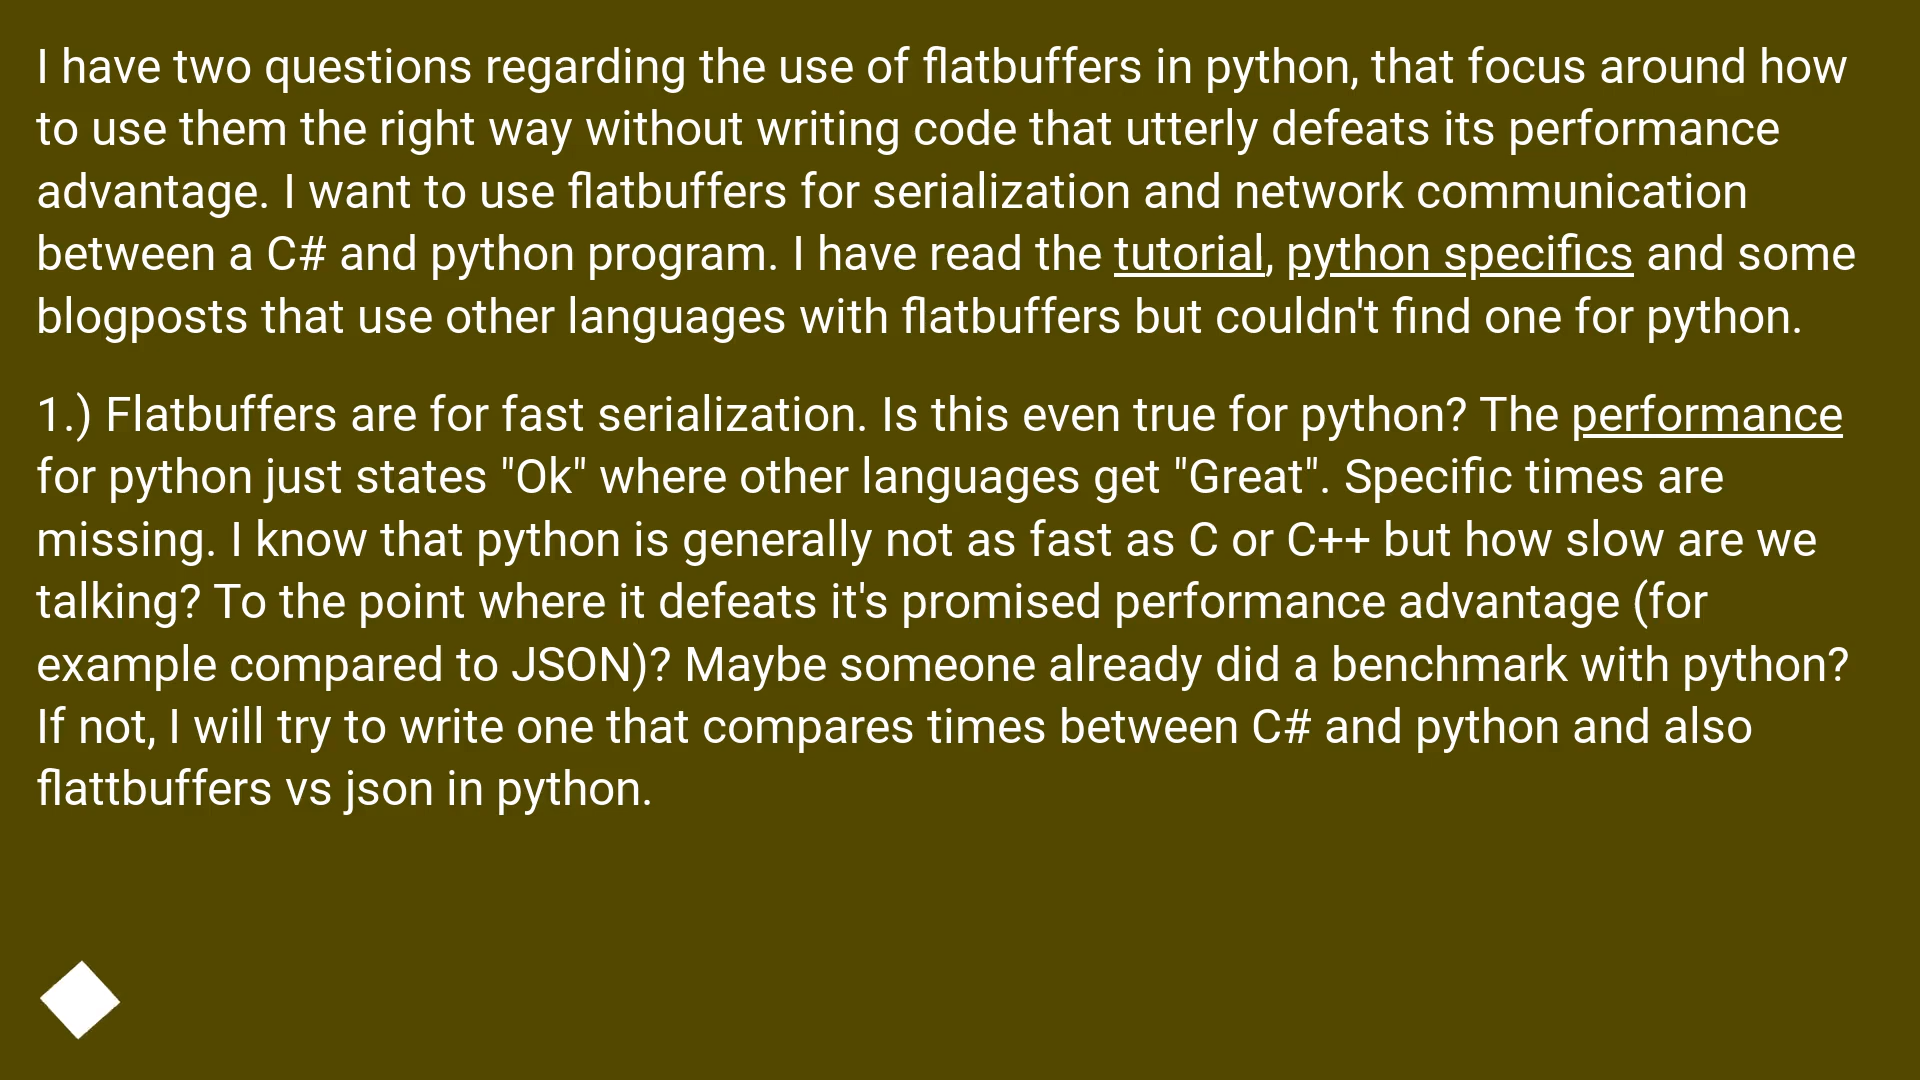 I have two questions regarding the use of flatbuffers in python, that focus around how
to use them the right way without writing code that utterly defeats its performance
advantage. I want to use flatbuffers for serialization and network communication
between a C# and python program. I have read the tutorial, python specifics and some
blogposts that use other languages with flatbuffers but couldn't find one for python.
1.) Flatbuffers are for fast serialization. Is this even true for python? The performance
for python just states "Ok" where other languages get "Great". Specific times are
missing. I know that python is generally not as fast as C or C++ but how slow are we
talking? To the point where it defeats it's promised performance advantage (for
example compared to JSON)? Maybe someone already did a benchmark with python?
If not, I will try to write one that compares times between C# and python and also
flattbuffers vs json in python.